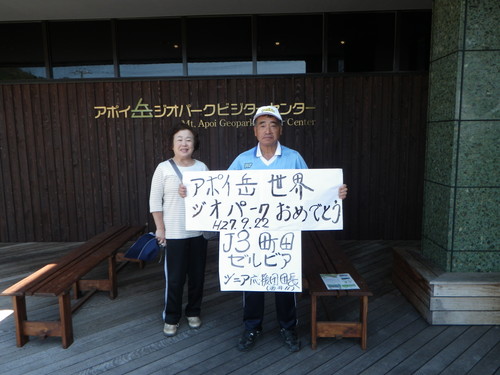 アポイ岳ジオパークビジターセンター
Mt. Apoi Geopark Center
アポイ岳 世界
ジオパークおめでとう
H27.9.22
J3 町田
ゼルビア